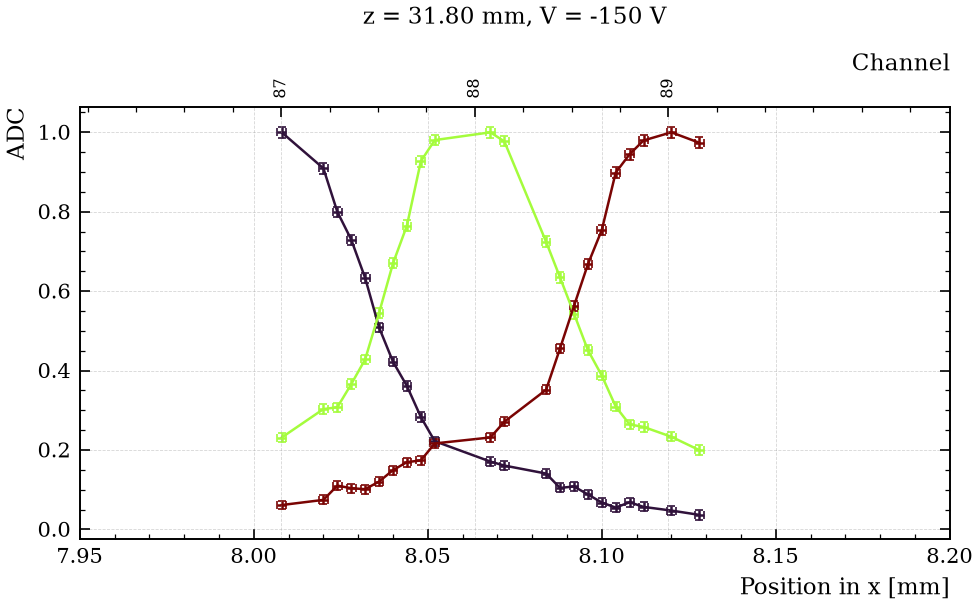 z = 31.80 mm, V = -150 V
Channel
87 88 89
ADC
1.0
0.8
0.6
0.4
0.2
0.0
7.95 8.00 8.05 8.10 8.15 8.20
Position in x [mm]